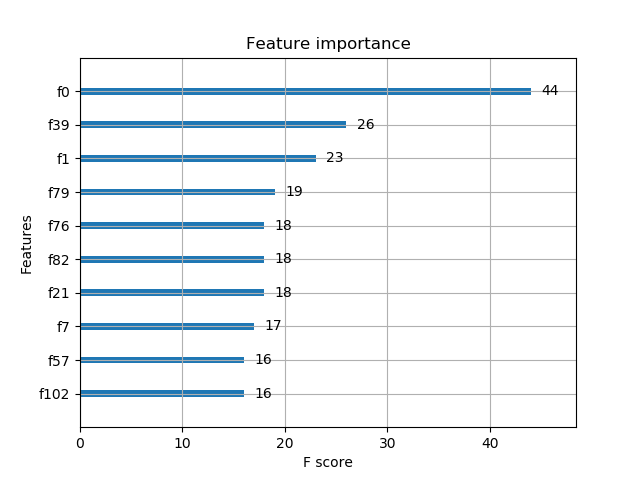 Feature importance
f0 44
f39 26
f1 23
f79 19
f76 18
f82 18
f21 18
f7 17
f57 16
f102 16
Features
0 10 20 30 40
F score